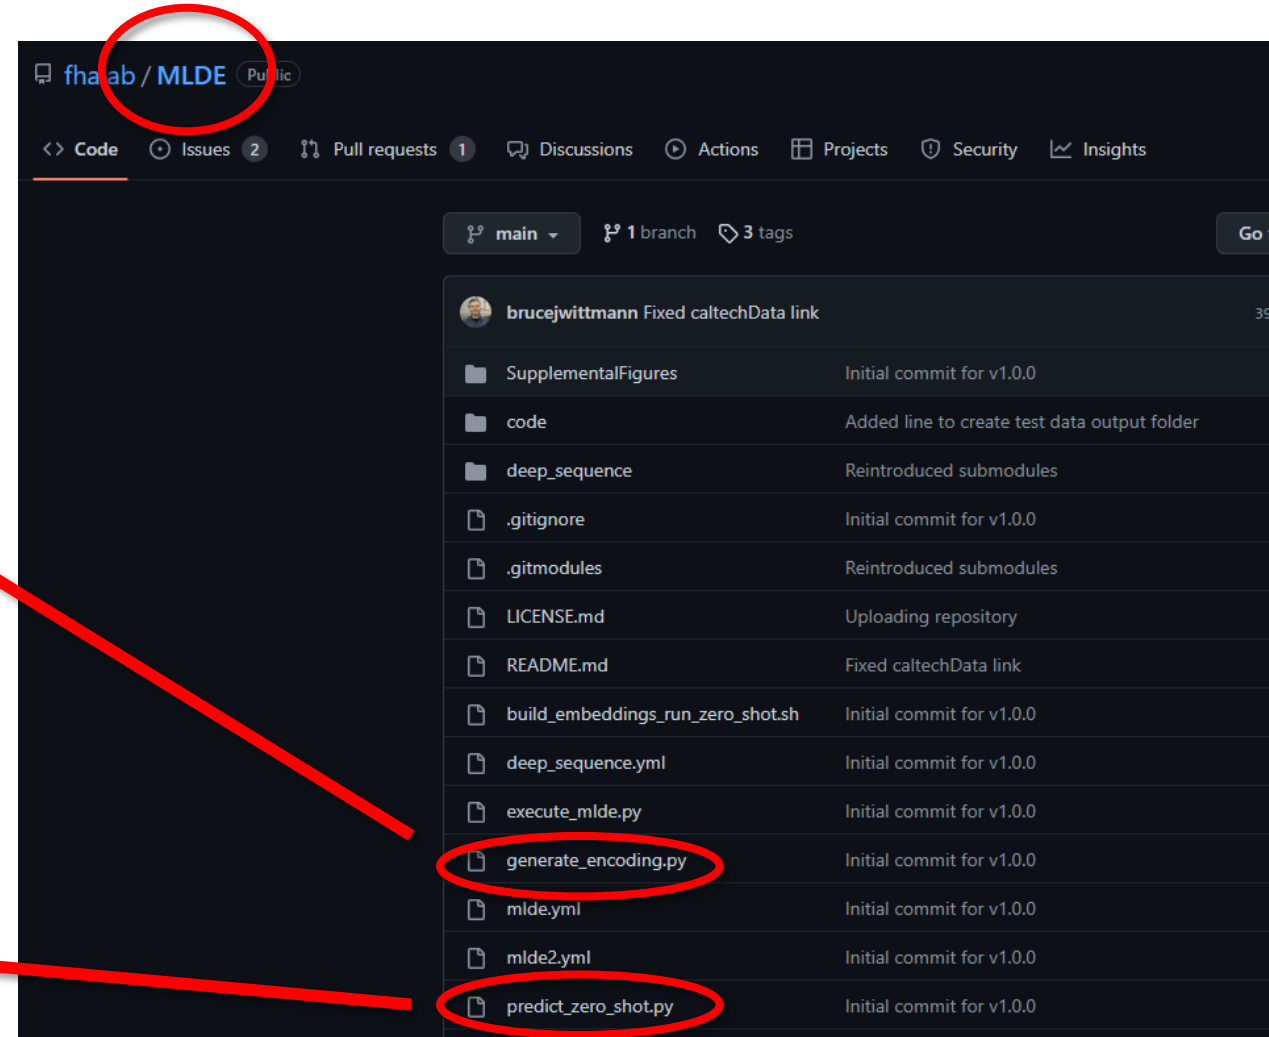 fhalab / MLDE Public
Code Issues 2 Pull requests 1 Discussions Actions Projects Security Insights
main 1 branch 3 tags Go
brucejwittmann Fixed caltechData link 39
SupplementalFigures Initial commit for v1.0.0
code Added line to create test data output folder
deep_sequence Reintroduced submodules
.gitignore Initial commit for v1.0.0
.gitmodules Reintroduced submodules
LICENSE.md Uploading repository
README.md Fixed caltechData link
build_embeddings_run_zero_shot.sh Initial commit for v1.0.0
deep_sequence.yml Initial commit for v1.0.0
execute_mlde.py Initial commit for v1.0.0
generate_encoding.py Initial commit for v1.0.0
mlde.yml Initial commit for v1.0.0
mlde2.yml Initial commit for v1.0.0
predict_zero_shot.py Initial commit for v1.0.0